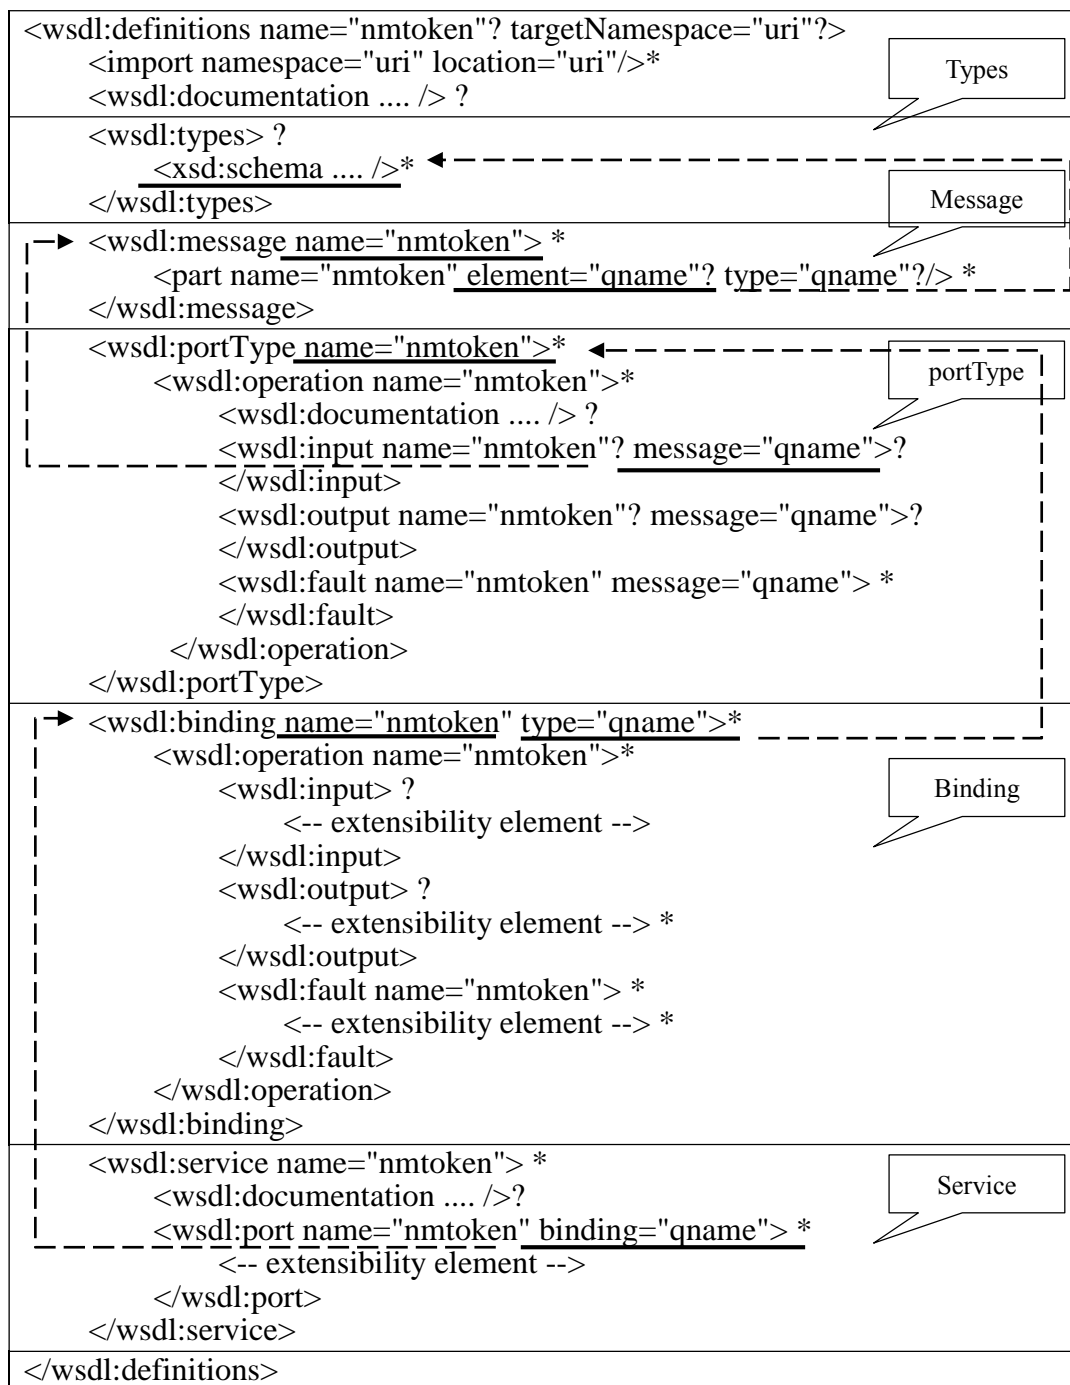 <wsdl:definitions name="nmtoken"? targetNamespace="uri"?>
<import namespace="uri" location="uri"/>*
Types
<wsdl:documentation .... /> ?
<wsdl:types> ?
<xsd:schema .... />*
</wsdl:types>
Message
<wsdl:message name="nmtoken"> *
<part name="nmtoken" element="qname"? type="qname"?/> *
</wsdl:message>
<wsdl:portType name="nmtoken">*
portType
<wsdl:operation name="nmtoken">*
<wsdl:documentation .... /> ?
<wsdl:input name="nmtoken"? message="qname">?
</wsdl:input>
<wsdl:output name="nmtoken"? message="qname">?
</wsdl:output>
<wsdl:fault name="nmtoken" message="qname"> *
</wsdl:fault>
</wsdl:operation>
</wsdl:portType>
<wsdl:binding name="nmtoken" type="qname">*
<wsdl:operation name="nmtoken">*
Binding
<wsdl:input> ?
<-- extensibility element -->
</wsdl:input>
<wsdl:output> ?
<-- extensibility element --> *
</wsdl:output>
<wsdl:fault name="nmtoken"> *
<-- extensibility element --> *
</wsdl:fault>
</wsdl:operation>
</wsdl:binding>
<wsdl:service name="nmtoken"> *
Service
<wsdl:documentation .... />?
<wsdl:port name="nmtoken" binding="qname"> *
<-- extensibility element -->
</wsdl:port>
</wsdl:service>
</wsdl:definitions>